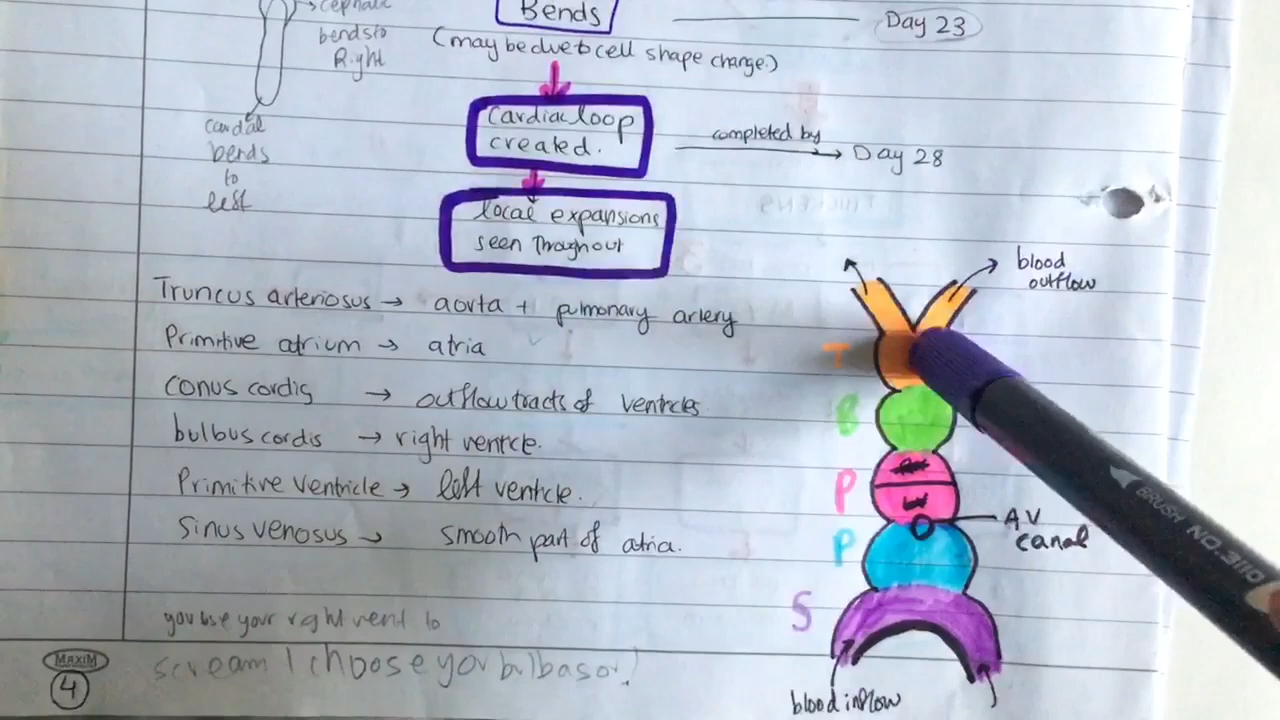 cephalic
bends to
Right
Bends
Day 23
(may be due to cell shape change.)
caudal
bends
to
left
Cardiac loop
created.
completed by
Day 28
local expansions
seen throughout
Truncus arteriosus → aorta + pulmonary artery
Primitive atrium → atria
Conus cordis → outflow tracts of ventricles
bulbus cordis → right ventricle.
Primitive ventricle → left ventricle.
Sinus venosus → smooth part of atria.
you use your right vent to
scream I choose you bulbasor!
MAXIM
4
blood
outflow
T
B
P
P
S
AV
canal
blood inflow
BRUSH NO.3110